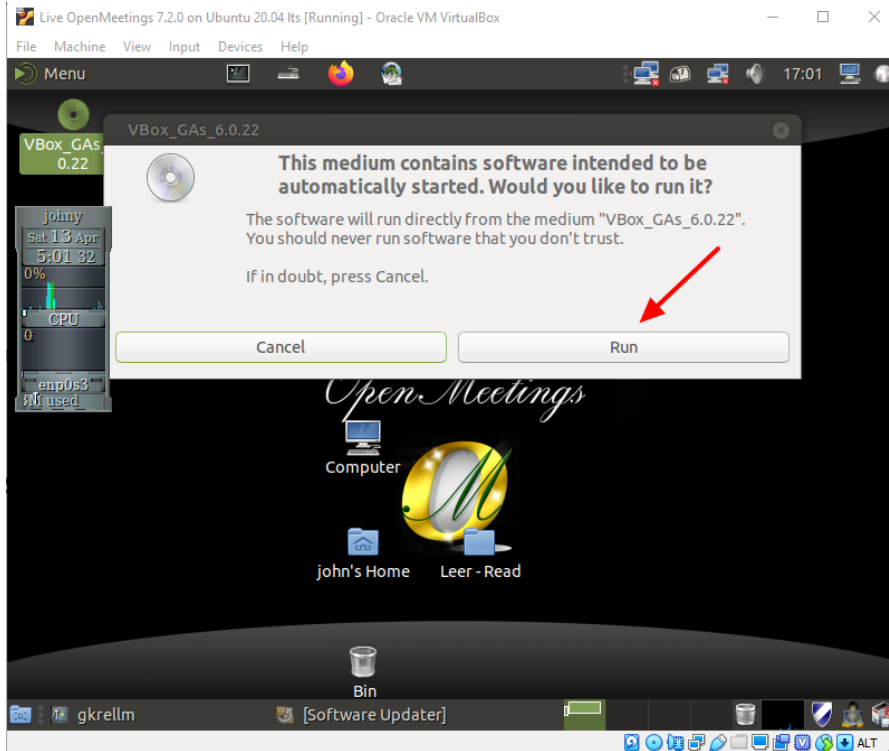 Live OpenMeetings 7.2.0 on Ubuntu 20.04 lts [Running] - Oracle VM VirtualBox
File Machine View Input Devices Help
Menu
17:01
VBox_GAs_
0.22
VBox_GAs_6.0.22
This medium contains software intended to be
automatically started. Would you like to run it?
The software will run directly from the medium "VBox_GAs_6.0.22".
You should never run software that you don't trust.
If in doubt, press Cancel.
Cancel
Run
johny
Sat 13 Apr
5:01 32
0%
CPU
0
enp0s3
used
OpenMeetings
Computer
OM
john's Home
Leer - Read
Bin
gkrellm
[Software Updater]
ALT